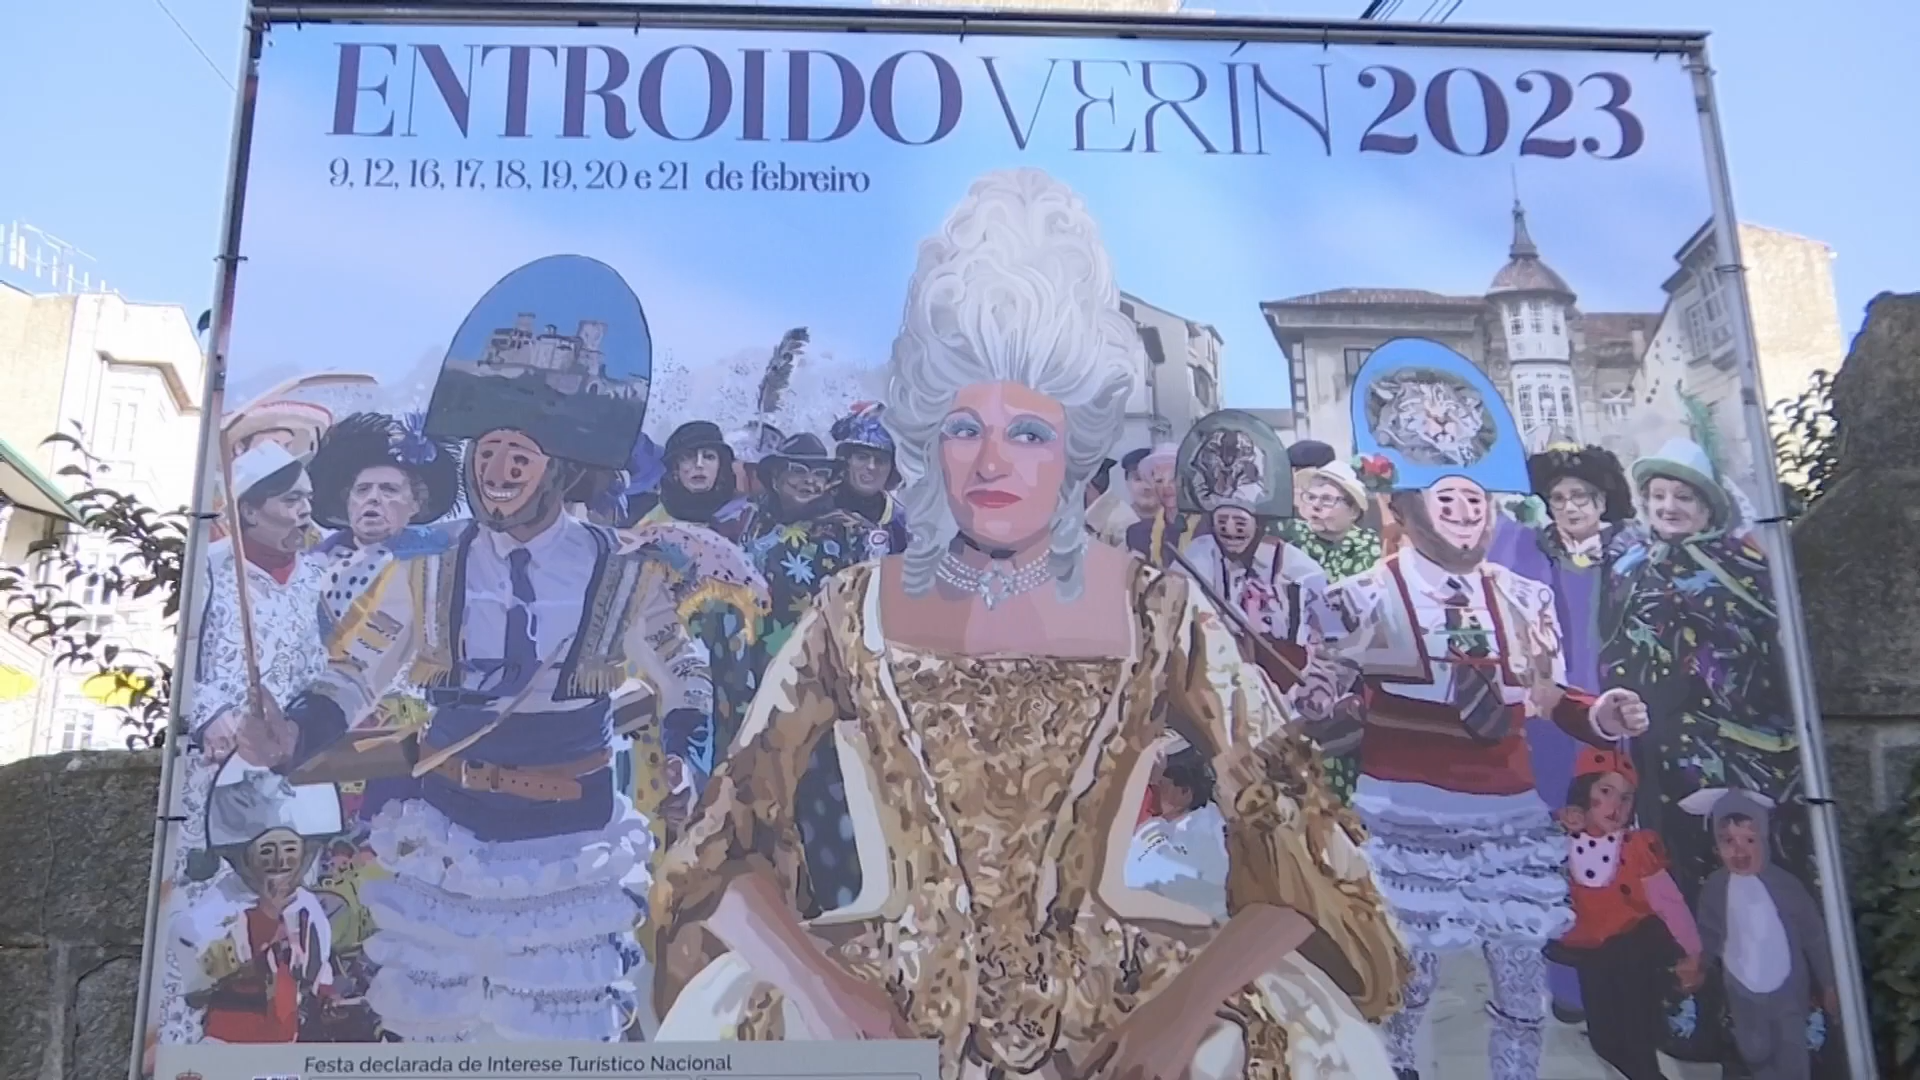 ENTROIDO VERÍN 2023
9, 12, 16, 17, 18, 19, 20 e 21 de febreiro
Festa declarada de Interese Turístico Nacional